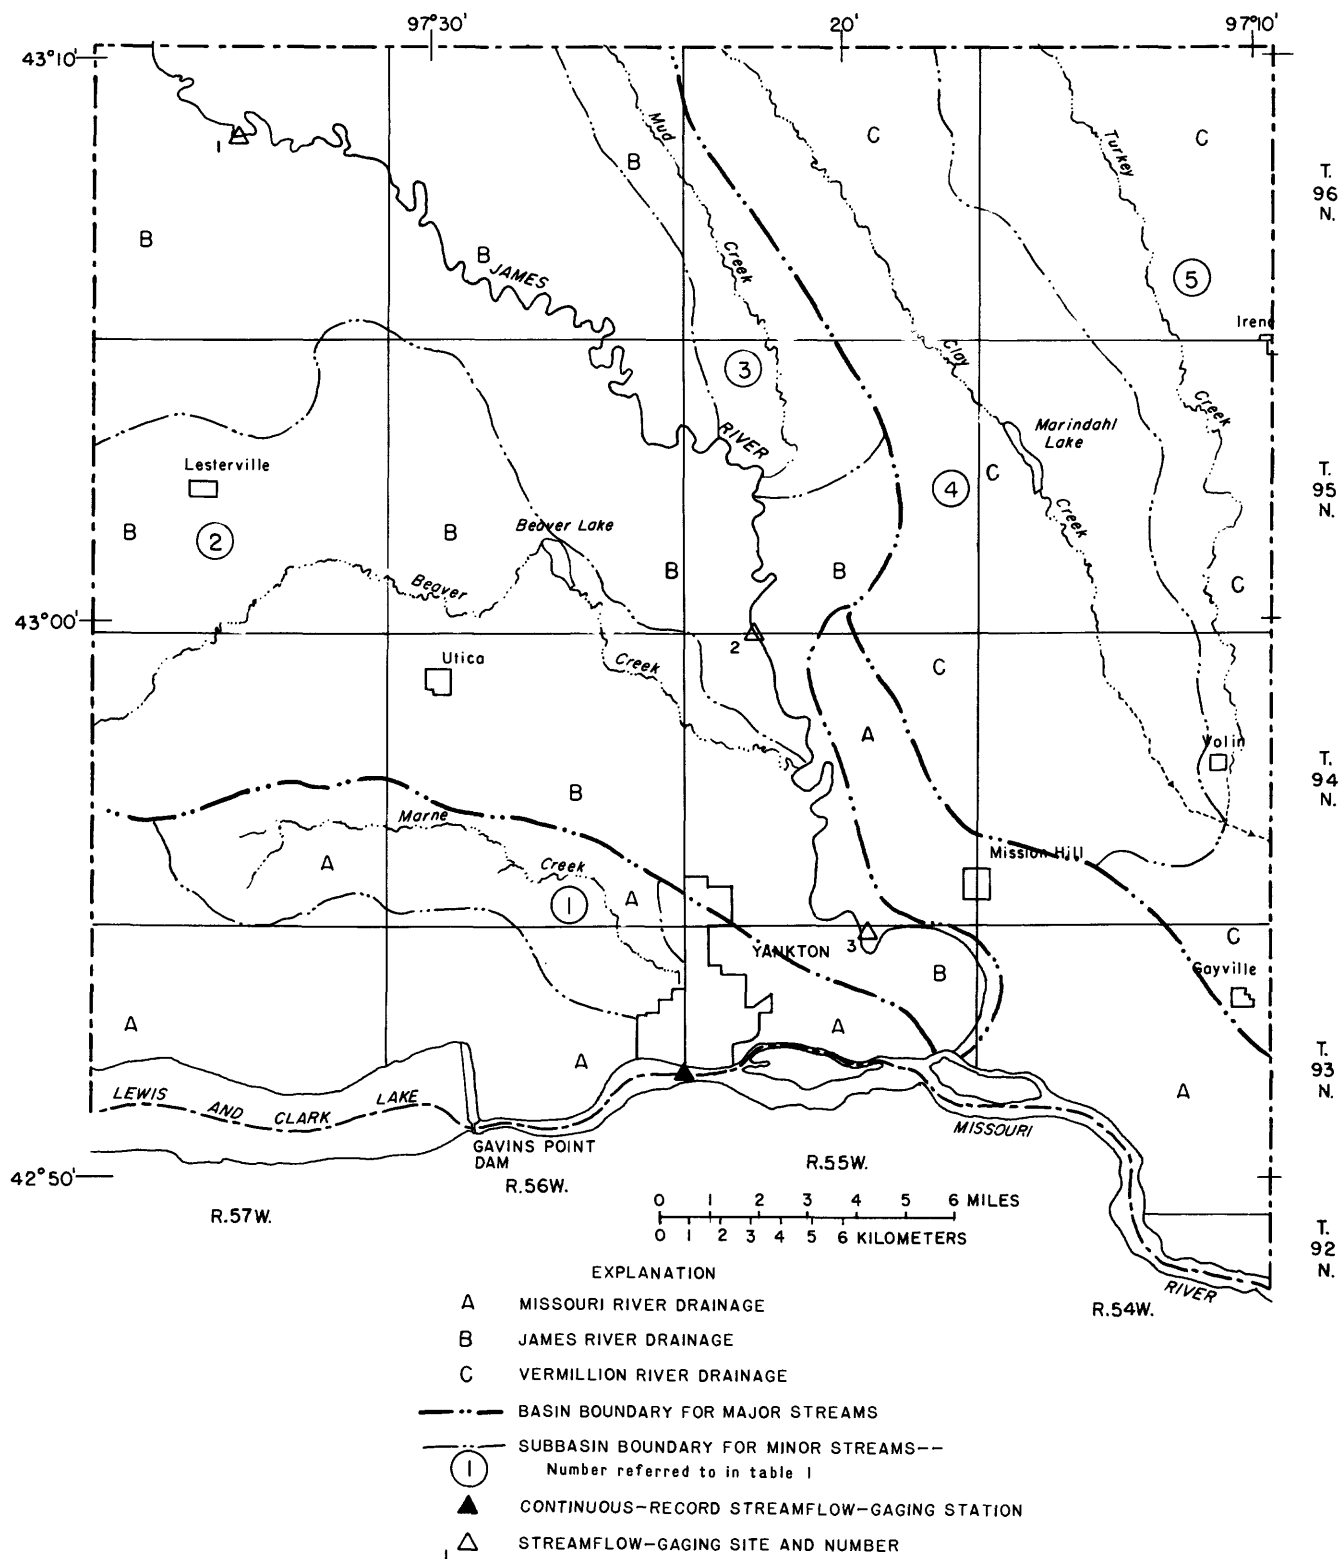 97°30'
20'
97°10'
43°10'
Mud
C
Turkey
C
1
B
T.
96
N.
B
B
JAMES
Creek
5
Irene
3
Clay
Creek
RIVER
Marindahl
Lake
Lesterville
4
C
T.
95
N.
B
2
B
Beaver Lake
Creek
B
B
Beaver
C
43°00'
2
Utica
Creek
C
A
Volin
T.
94
N.
B
Marne
A
Creek
Mission Hill
1
A
3
YANKTON
C
B
Gayville
A
A
A
T.
93
N.
A
LEWIS AND CLARK LAKE
MISSOURI
GAVINS POINT
DAM
42°50'
R.55W.
R.56W.
R.57W.
0 1 2 3 4 5 6 MILES
0 1 2 3 4 5 6 KILOMETERS
T.
92
N.
RIVER
R.54W.
EXPLANATION
A MISSOURI RIVER DRAINAGE
B JAMES RIVER DRAINAGE
C VERMILLION RIVER DRAINAGE
BASIN BOUNDARY FOR MAJOR STREAMS
SUBBASIN BOUNDARY FOR MINOR STREAMS--
1 Number referred to in table 1
CONTINUOUS-RECORD STREAMFLOW-GAGING STATION
1 STREAMFLOW-GAGING SITE AND NUMBER